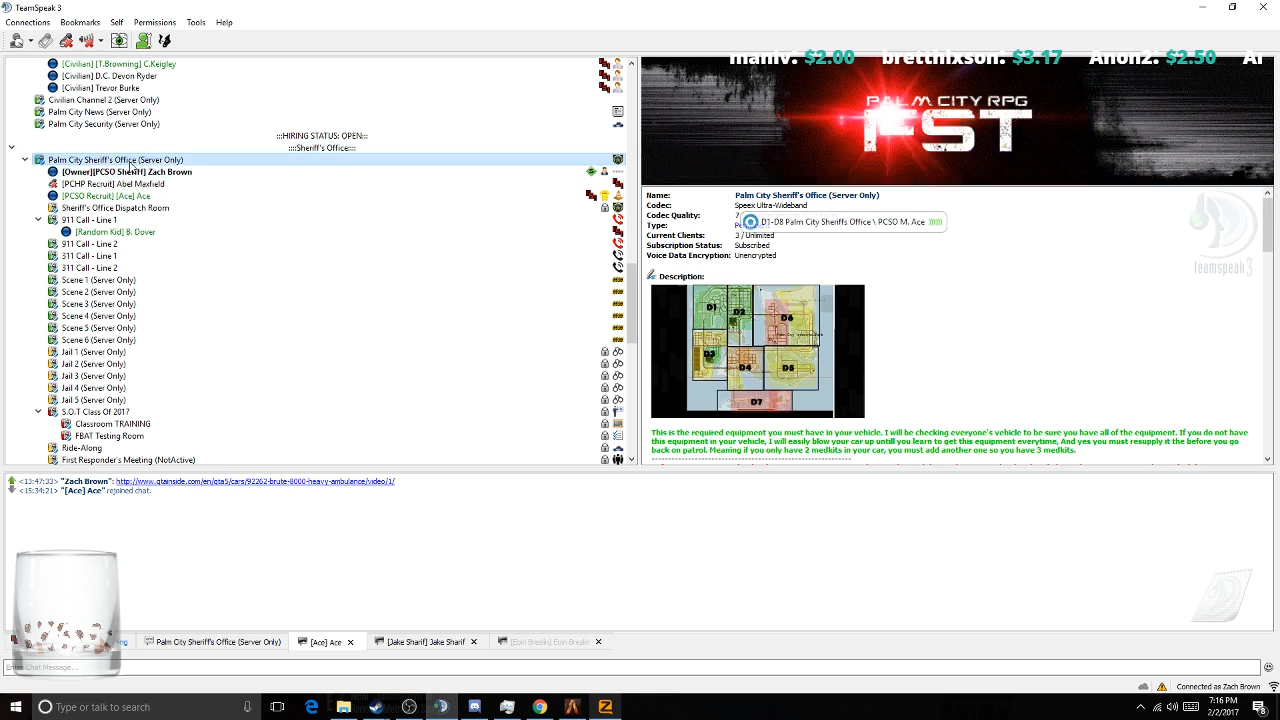 TeamSpeak 3
Connections Bookmarks Self Permissions Tools Help
maniv: $2.00 bretthixson: $3.17 Anon2: $2.50
[Civilian] [T.Browning] C.Keigley
[Civilian] D.C. Devon Ryder
[Civilian] Trevor Burke
Civilian Channel 2 (Server Only)
Palm City News (Server Only)
Palm City Security (Server Only)
:::HIRING STATUS: OPEN:::
::::Sheriff's Office::::
Palm City Sheriff's Office (Server Only)
[Owner][PCSO Sheriff] Zach Brown
[PCHP Recruit] Abel Maxfield
[PCSO Recruit] [Ace] Ace
Sheriff's Office Dispatch Room
911 Call - Line 1
[Random Kid] B. Dover
911 Call - Line 2
311 Call - Line 1
311 Call - Line 2
Scene 1 (Server Only)
Scene 2 (Server Only)
Scene 3 (Server Only)
Scene 4 (Server Only)
Scene 5 (Server Only)
Scene 6 (Server Only)
Jail 1 (Server Only)
Jail 2 (Server Only)
Jail 3 (Server Only)
Jail 4 (Server Only)
Jail 5 (Server Only)
S.O.T Class Of 2017
Classroom TRAINING
FBAT Testing Room
Ride-Along
First Responder's Meeting (NotActive)
PALM CITY RPG
FST
Name: Palm City Sheriff's Office (Server Only)
Codec: Speex Ultra-Wideband
Codec Quality: 7
Type:
D1-D8 Palm City Sheriffs Office \ PCSO M. Ace
Current Clients: 3 / Unlimited
Subscription Status: Subscribed
Voice Data Encryption: Unencrypted
teamspeak3
Description:
D1
D2
D6
D3
D4
D5
D7
This is the required equipment you must have in your vehicle. I will be checking everyone's vehicle to be sure you have all of the equipment. If you do not have
this equipment in your vehicle, I will easily blow your car up untill you learn to get this equipment everytime, And yes you must resupply it the before you go
back on patrol. Meaning if you only have 2 medkits in your car, you must add another one so you have 3 medkits.
<13:47:33> "Zach Brown": http://www.gtainside.com/en/gta5/cars/92262-brute-8000-heavy-ambulance/video/1/
<15:34:21> "[Ace] Ace" rejoined chat.
Palm City Sheriff's Office (Server Only) [Ace] Ace [Jake Sharif] Jake Sharif
Enter Chat Message...
Connected as Zach Brown
Type here to search
7:16 PM
2/2/2017